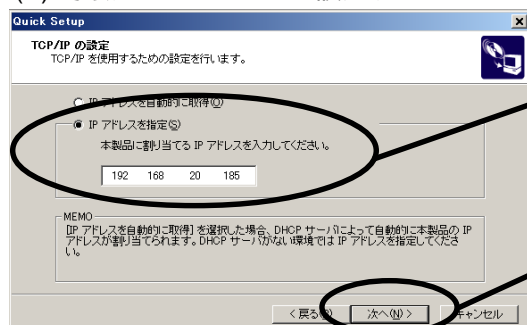 Quick Setup
TCP/IP の設定
TCP/IP を使用するための設定を行います。
IP アドレスを自動的に取得(O)
IP アドレスを指定(S)
本製品に割り当てる IP アドレスを入力してください。
192 168 20 185
MEMO
[IP アドレスを自動的に取得] を選択した場合、DHCP サーバによって自動的に本製品の IP
アドレスが割り当てられます。DHCP サーバがない環境では IP アドレスを指定してくださ
い。
< 戻る 次へ(N) > キャンセル